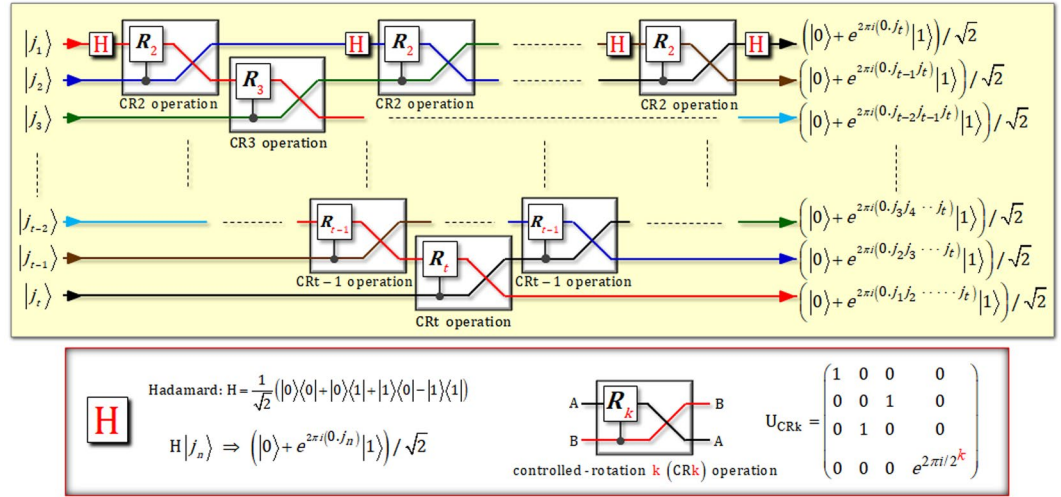 |j₁⟩ H R₂ H R₂ H R₂ H (|0⟩ + e^{2πi(0.j_t)}|1⟩)/√2
|j₂⟩ R₃ (|0⟩ + e^{2πi(0.j_{t-1}j_t)}|1⟩)/√2
CR2 operation CR2 operation CR2 operation
|j₃⟩ (|0⟩ + e^{2πi(0.j_{t-2}j_{t-1}j_t)}|1⟩)/√2
CR3 operation
|j_{t-2}⟩ R_{t-1} R_{t-1} (|0⟩ + e^{2πi(0.j₃j₄···j_t)}|1⟩)/√2
|j_{t-1}⟩ R_t (|0⟩ + e^{2πi(0.j₂j₃···j_t)}|1⟩)/√2
CRt − 1 operation CRt − 1 operation
|j_t⟩ (|0⟩ + e^{2πi(0.j₁j₂·····j_t)}|1⟩)/√2
CRt operation
H
Hadamard: H = 1/√2 (|0⟩⟨0| + |0⟩⟨1| + |1⟩⟨0| − |1⟩⟨1|)
H|j_n⟩ ⇒ (|0⟩ + e^{2πi(0.j_n)}|1⟩)/√2
A R_k B
B A
controlled-rotation k (CRk) operation
U_{CRk} =
1 0 0 0
0 0 1 0
0 1 0 0
0 0 0 e^{2πi/2^k}